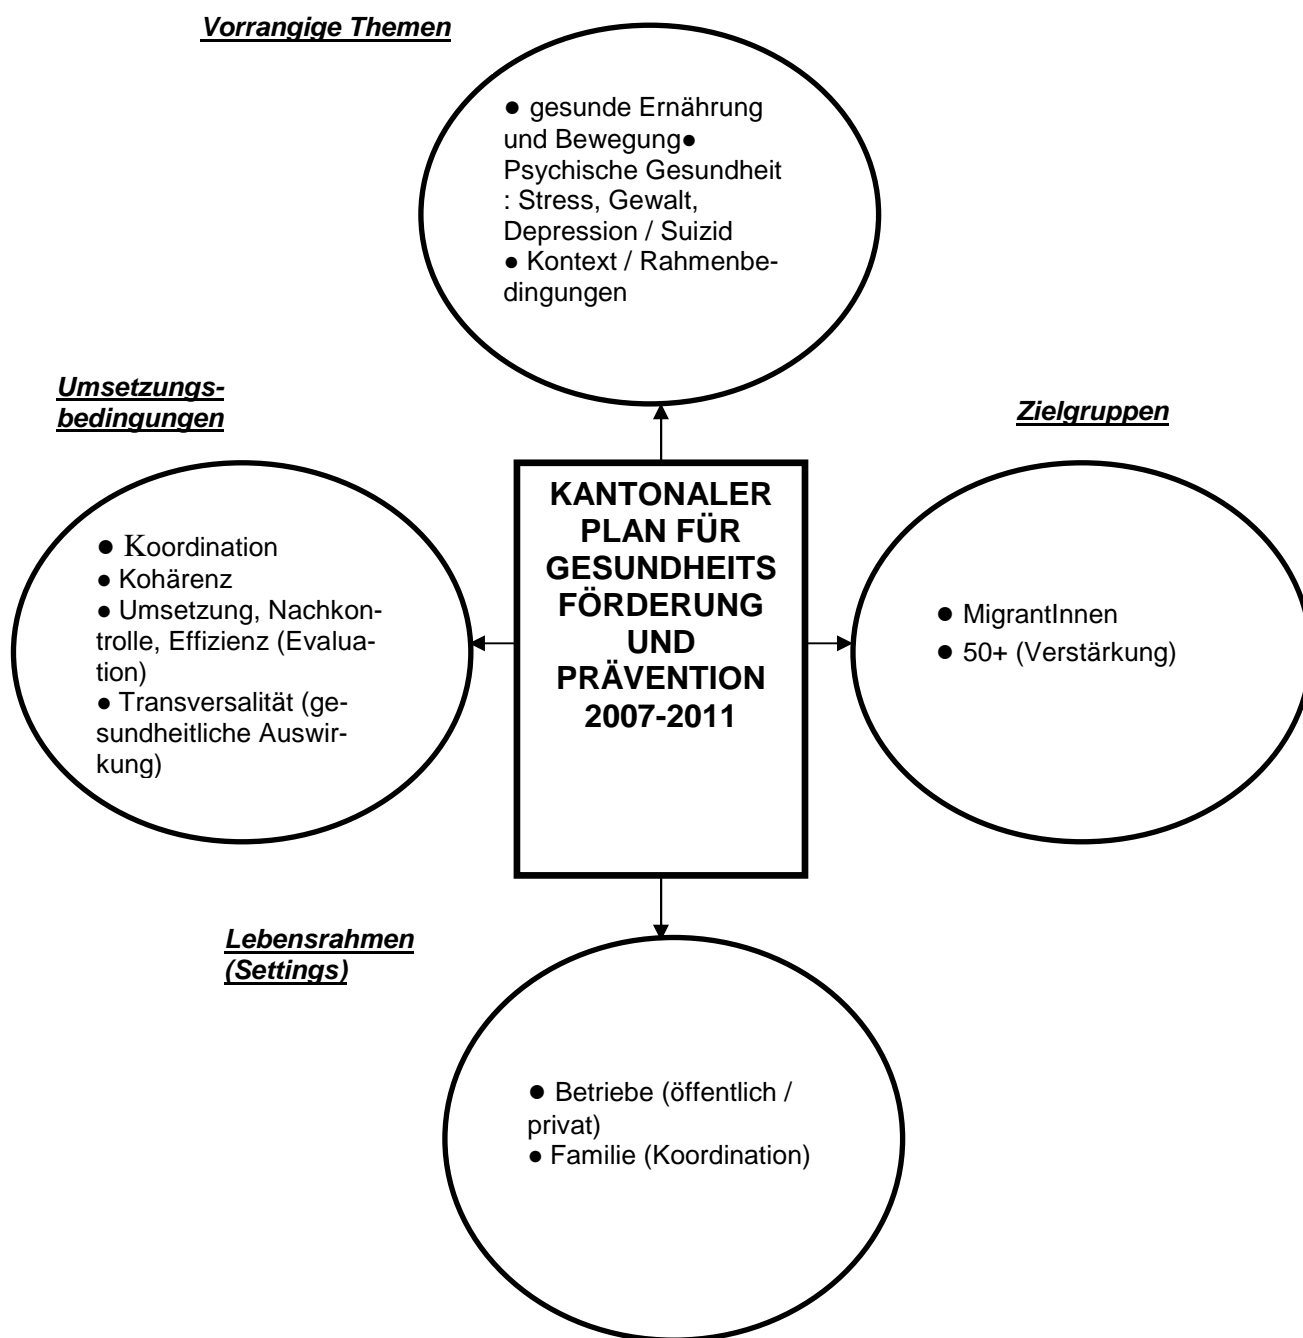 Vorrangige Themen
● gesunde Ernährung
und Bewegung●
Psychische Gesundheit
: Stress, Gewalt,
Depression / Suizid
● Kontext / Rahmenbe-
dingungen
Umsetzungs-
bedingungen
● Koordination
● Kohärenz
● Umsetzung, Nachkon-
trolle, Effizienz (Evalua-
tion)
● Transversalität (ge-
sundheitliche Auswir-
kung)
KANTONALER
PLAN FÜR
GESUNDHEITS
FÖRDERUNG
UND
PRÄVENTION
2007-2011
Zielgruppen
● MigrantInnen
● 50+ (Verstärkung)
Lebensrahmen
(Settings)
● Betriebe (öffentlich /
privat)
● Familie (Koordination)